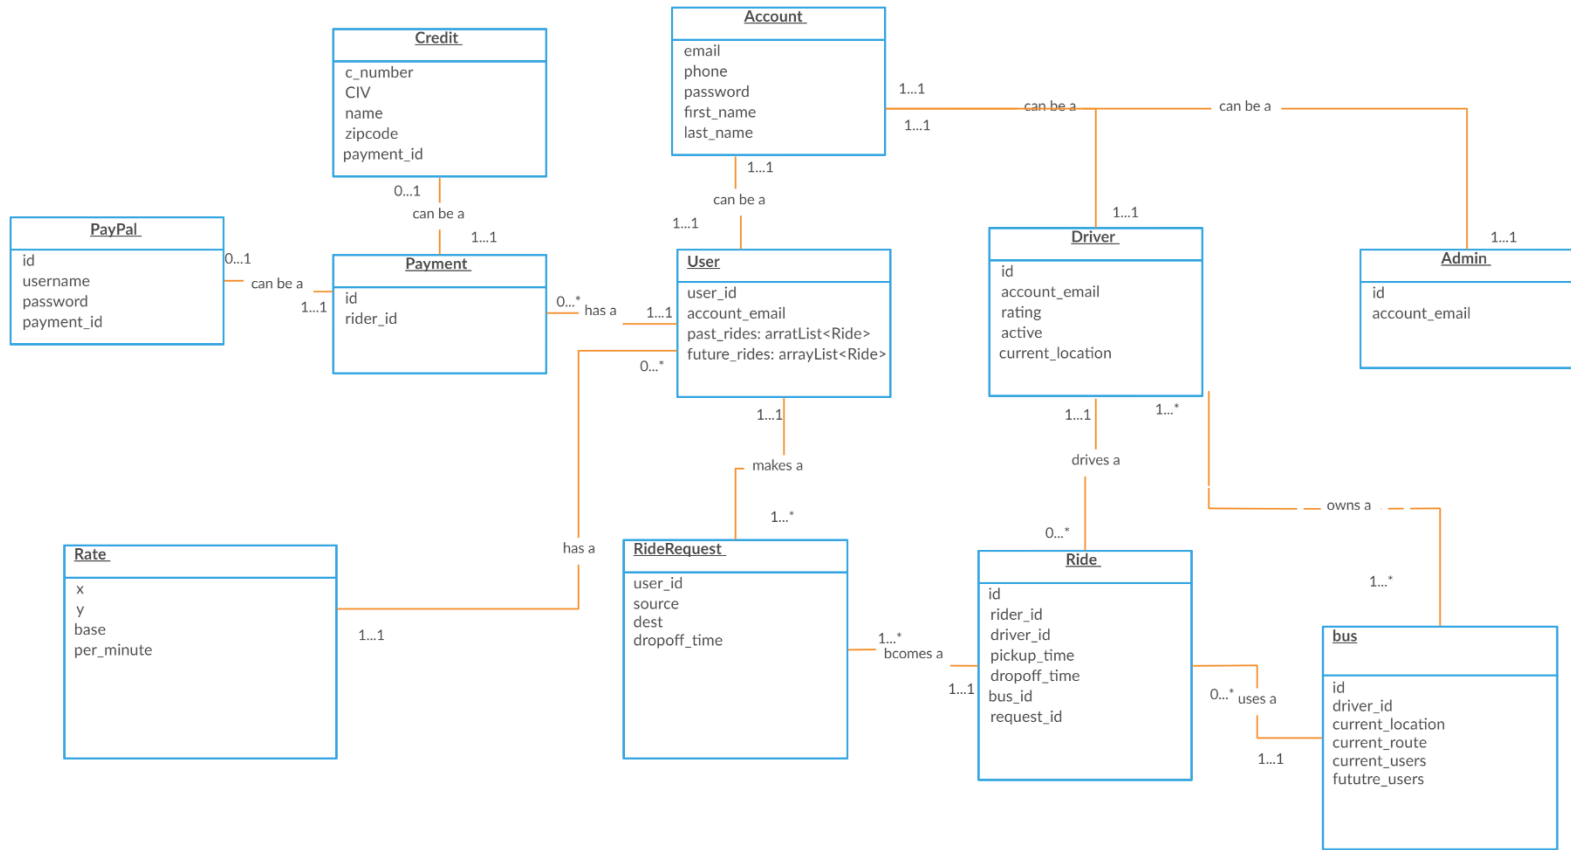 Account
email
phone
password
first_name
last_name
Credit
c_number
CIV
name
zipcode
payment_id
1...1
can be a
can be a
1...1
1...1
can be a
1...1
0...1
can be a
1...1
PayPal
id
username
password
payment_id
0...1
can be a
1...1
Payment
id
rider_id
0...*
has a
1...1
User
user_id
account_email
past_rides: arratList<Ride>
future_rides: arrayList<Ride>
0...*
1...1
Driver
id
account_email
rating
active
current_location
1...1
Admin
id
account_email
1...1
makes a
1...*
1...1
drives a
0...*
1...*
owns a
1...*
has a
Rate
x
y
base
per_minute
1...1
RideRequest
user_id
source
dest
dropoff_time
1...*
bcomes a
1...1
Ride
id
rider_id
driver_id
pickup_time
dropoff_time
bus_id
request_id
0...*
uses a
1...1
bus
id
driver_id
current_location
current_route
current_users
fututre_users